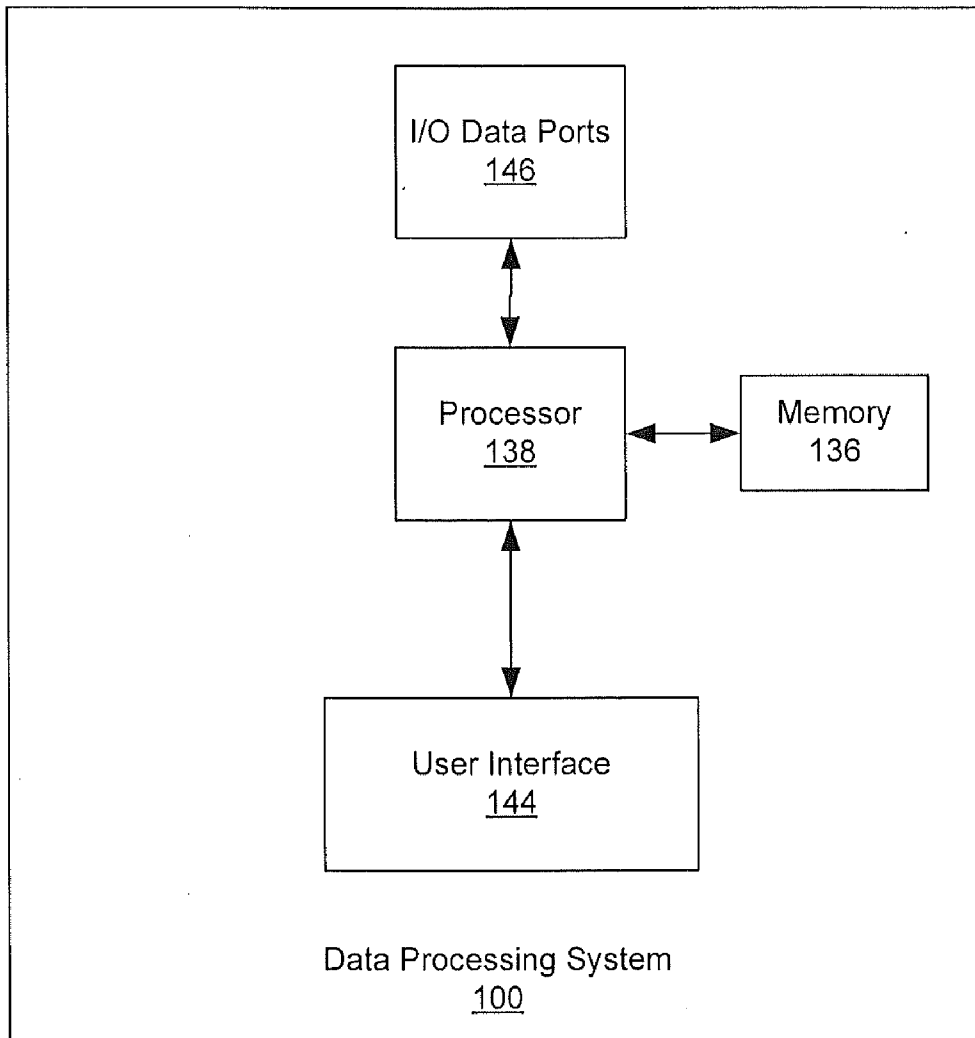 I/O Data Ports
146
Processor
138
Memory
136
User Interface
144
Data Processing System
100